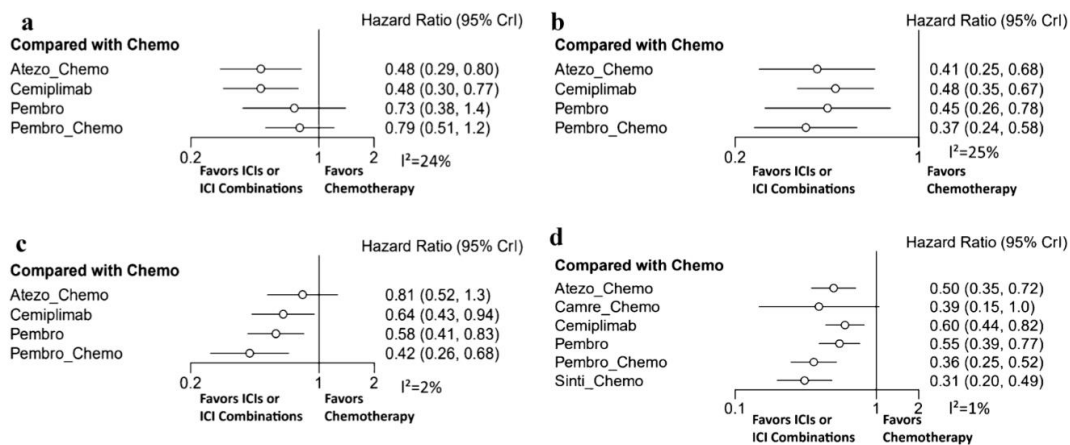 a
Hazard Ratio (95% CrI)
Compared with Chemo
Atezo_Chemo 0.48 (0.29, 0.80)
Cemiplimab 0.48 (0.30, 0.77)
Pembro 0.73 (0.38, 1.4)
Pembro_Chemo 0.79 (0.51, 1.2)
0.2 1 2
I²=24%
Favors ICIs or Favors
ICI Combinations Chemotherapy
b
Hazard Ratio (95% CrI)
Compared with Chemo
Atezo_Chemo 0.41 (0.25, 0.68)
Cemiplimab 0.48 (0.35, 0.67)
Pembro 0.45 (0.26, 0.78)
Pembro_Chemo 0.37 (0.24, 0.58)
0.2 1
I²=25%
Favors ICIs or Favors
ICI Combinations Chemotherapy
c
Hazard Ratio (95% CrI)
Compared with Chemo
Atezo_Chemo 0.81 (0.52, 1.3)
Cemiplimab 0.64 (0.43, 0.94)
Pembro 0.58 (0.41, 0.83)
Pembro_Chemo 0.42 (0.26, 0.68)
0.2 1 2
I²=2%
Favors ICIs or Favors
ICI Combinations Chemotherapy
d
Hazard Ratio (95% CrI)
Compared with Chemo
Atezo_Chemo 0.50 (0.35, 0.72)
Camre_Chemo 0.39 (0.15, 1.0)
Cemiplimab 0.60 (0.44, 0.82)
Pembro 0.55 (0.39, 0.77)
Pembro_Chemo 0.36 (0.25, 0.52)
Sinti_Chemo 0.31 (0.20, 0.49)
0.1 1 2
I²=1%
Favors ICIs or Favors
ICI Combinations Chemotherapy